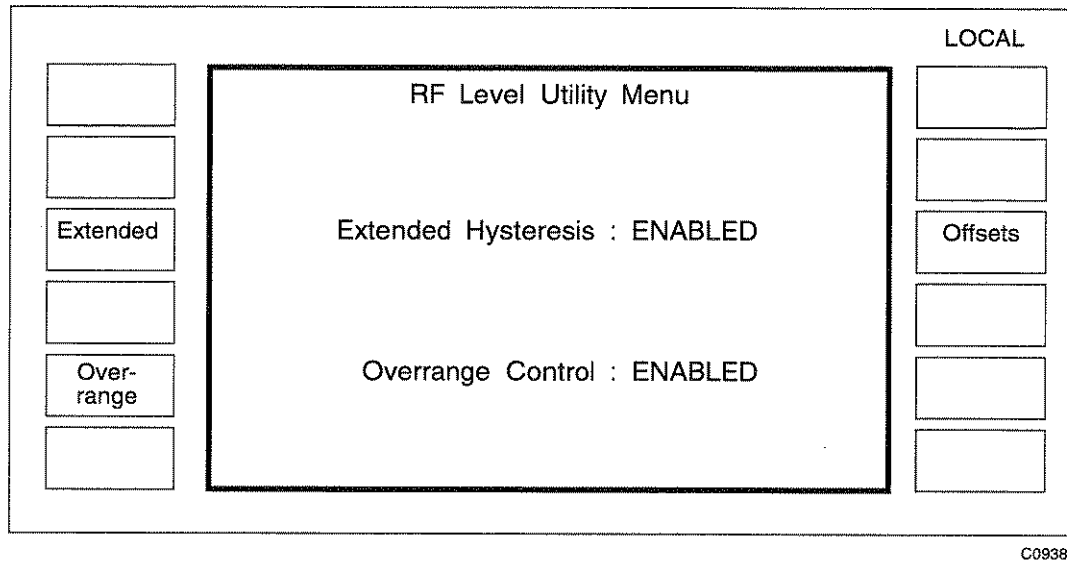 LOCAL
RF Level Utility Menu
Extended
Extended Hysteresis : ENABLED
Offsets
Over-
range
Overrange Control : ENABLED
C0938